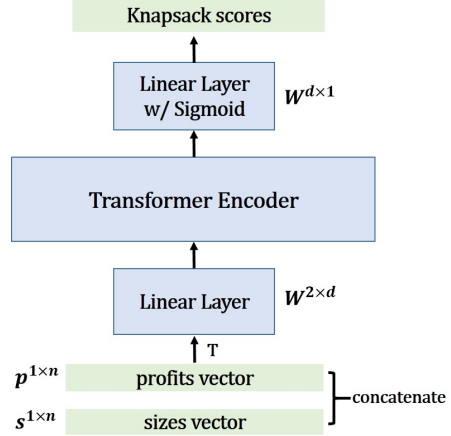 Knapsack scores
Linear Layer
w/ Sigmoid
W^{d×1}
Transformer Encoder
Linear Layer
W^{2×d}
T
p^{1×n}
profits vector
concatenate
s^{1×n}
sizes vector